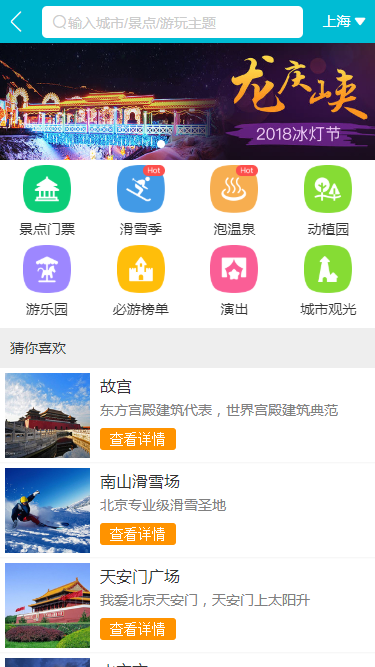 输入城市/景点/游玩主题
上海
龙庆峡
2018冰灯节
Hot
Hot
景点门票
滑雪季
泡温泉
动植园
游乐园
必游榜单
演出
城市观光
猜你喜欢
故宫
东方宫殿建筑代表，世界宫殿建筑典范
查看详情
南山滑雪场
北京专业级滑雪圣地
查看详情
天安门广场
我爱北京天安门，天安门上太阳升
查看详情